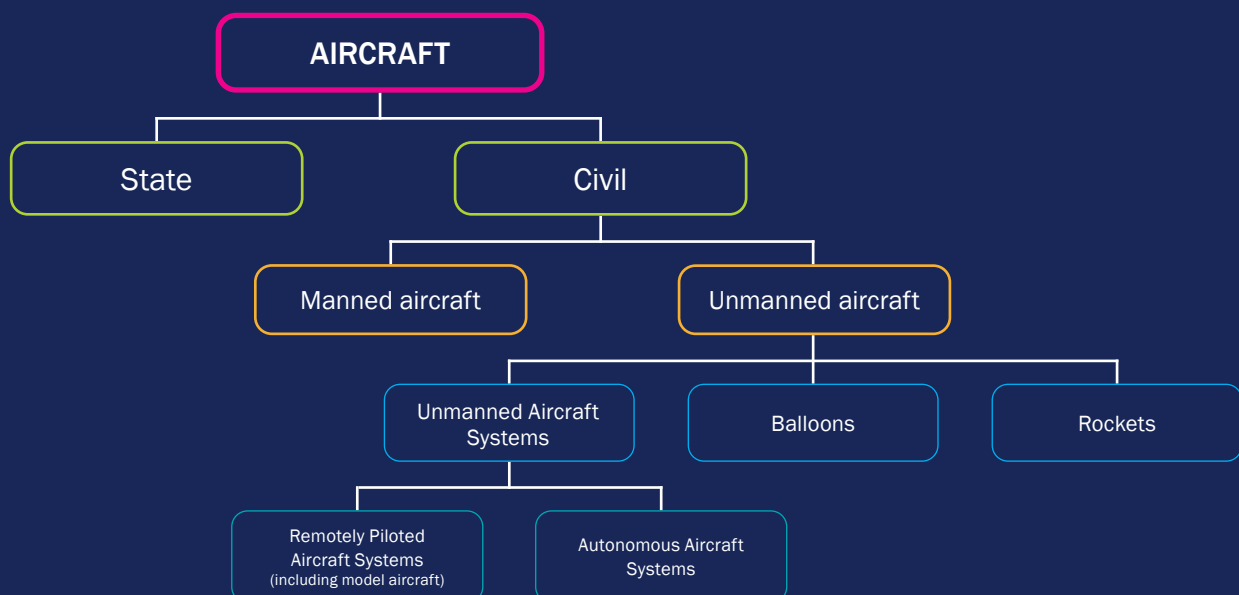 AIRCRAFT
State
Civil
Manned aircraft
Unmanned aircraft
Unmanned Aircraft
Systems
Balloons
Rockets
Remotely Piloted
Aircraft Systems
(including model aircraft)
Autonomous Aircraft
Systems